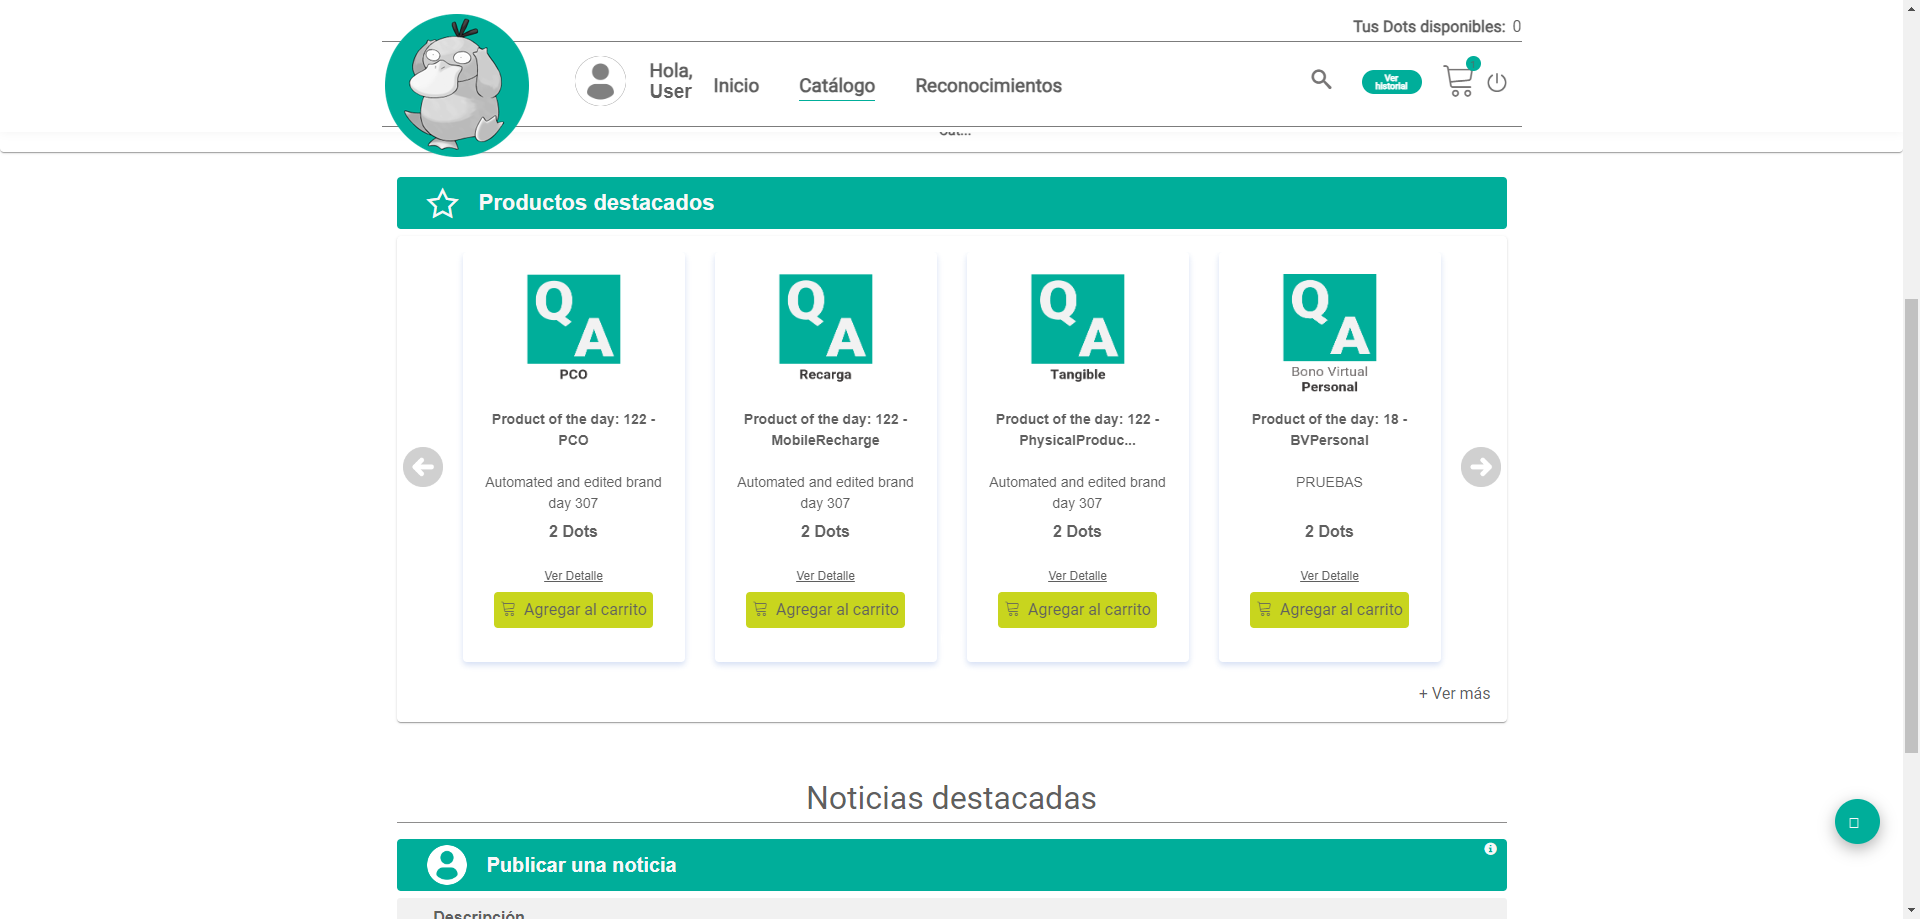 Tus Dots disponibles: 0
Hola,
User
Inicio
Catálogo
Reconocimientos
Ver
historial
Productos destacados
QA
PCO
Product of the day: 122 -
PCO
Automated and edited brand
day 307
2 Dots
Ver Detalle
Agregar al carrito
QA
Recarga
Product of the day: 122 -
MobileRecharge
Automated and edited brand
day 307
2 Dots
Ver Detalle
Agregar al carrito
QA
Tangible
Product of the day: 122 -
PhysicalProduc...
Automated and edited brand
day 307
2 Dots
Ver Detalle
Agregar al carrito
QA
Bono Virtual
Personal
Product of the day: 18 -
BVPersonal
PRUEBAS
2 Dots
Ver Detalle
Agregar al carrito
+ Ver más
Noticias destacadas
Publicar una noticia
Descripción